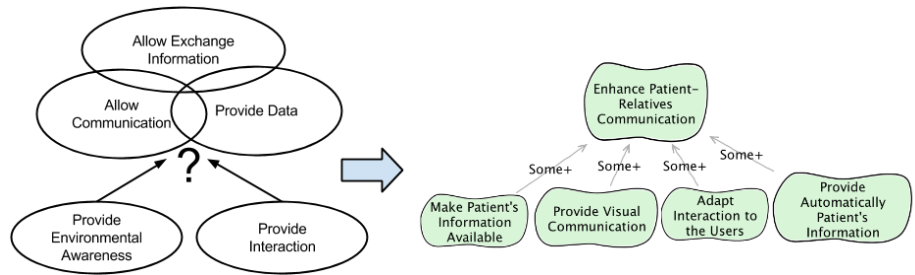 Allow Exchange
Information
Allow
Communication
Provide Data
?
Provide
Environmental
Awareness
Provide
Interaction
Enhance Patient-
Relatives
Communication
Some+
Some+
Some+
Some+
Make Patient's
Information
Available
Provide Visual
Communication
Adapt
Interaction to
the Users
Provide
Automatically
Patient's
Information